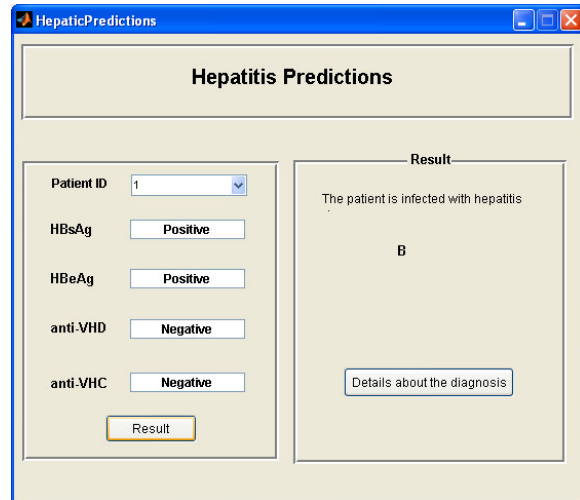 HepaticPredictions
Hepatitis Predictions
Patient ID 1
HBsAg Positive
HBeAg Positive
anti-VHD Negative
anti-VHC Negative
Result
Result
The patient is infected with hepatitis
B
Details about the diagnosis